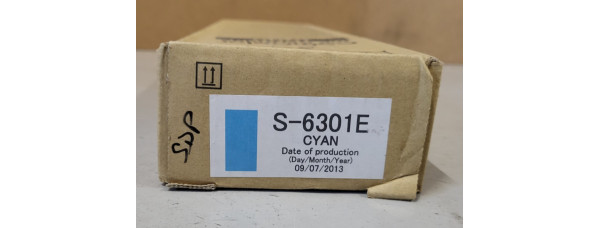 S-6301E
CYAN
Date of production
(Day/Month/Year)
09/07/2013